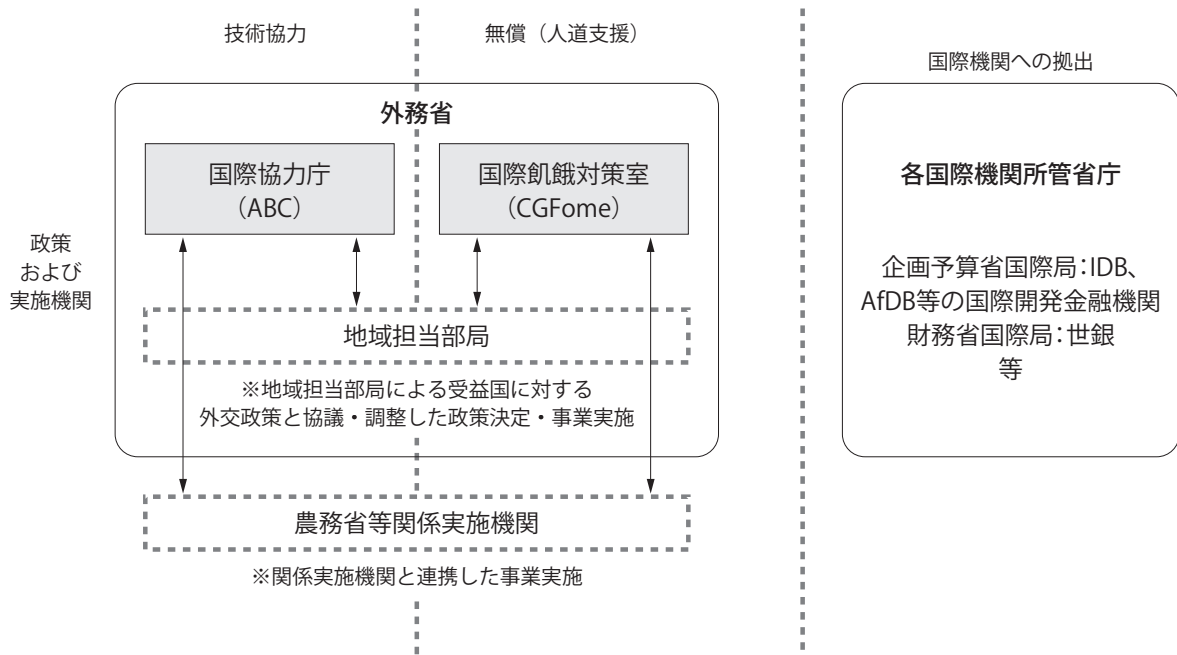 技術協力
無償（人道支援）
国際機関への拠出
外務省
国際協力庁
（ABC）
国際飢餓対策室
（CGFome）
各国際機関所管省庁
政策
および
実施機関
企画予算省国際局：IDB、
AfDB等の国際開発金融機関
財務省国際局：世銀
等
地域担当部局
※地域担当部局による受益国に対する
外交政策と協議・調整した政策決定・事業実施
農務省等関係実施機関
※関係実施機関と連携した事業実施